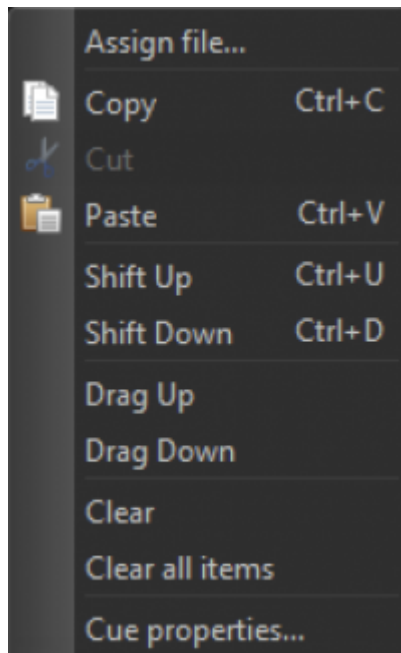 Assign file...
Copy Ctrl+C
Cut
Paste Ctrl+V
Shift Up Ctrl+U
Shift Down Ctrl+D
Drag Up
Drag Down
Clear
Clear all items
Cue properties...